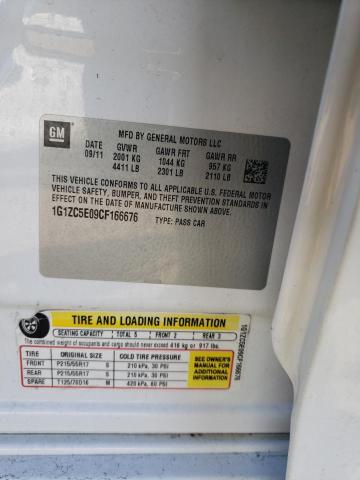 GM
MFD BY GENERAL MOTORS LLC
DATE GVWR GAWR FRT GAWR RR
09/11 2001 KG 1044 KG 957 KG
4411 LB 2301 LB 2110 LB
THIS VEHICLE CONFORMS TO ALL APPLICABLE U.S. FEDERAL MOTOR
VEHICLE SAFETY, BUMPER, AND THEFT PREVENTION STANDARDS IN
EFFECT ON THE DATE OF MANUFACTURE SHOWN ABOVE.
1G1ZC5E09CF166676 TYPE: PASS CAR
TIRE AND LOADING INFORMATION
SEATING CAPACITY TOTAL 5 FRONT 2 REAR 3
The combined weight of occupants and cargo should never exceed 416 kg or 917 lbs.
TIRE ORIGINAL SIZE COLD TIRE PRESSURE
FRONT P215/55R17 S 210 kPa, 30 PSI
REAR P215/55R17 S 210 kPa, 30 PSI
SPARE T125/70D16 M 420 kPa, 60 PSI
SEE OWNER'S
MANUAL FOR
ADDITIONAL
INFORMATION
1G1ZC5E09CF166676